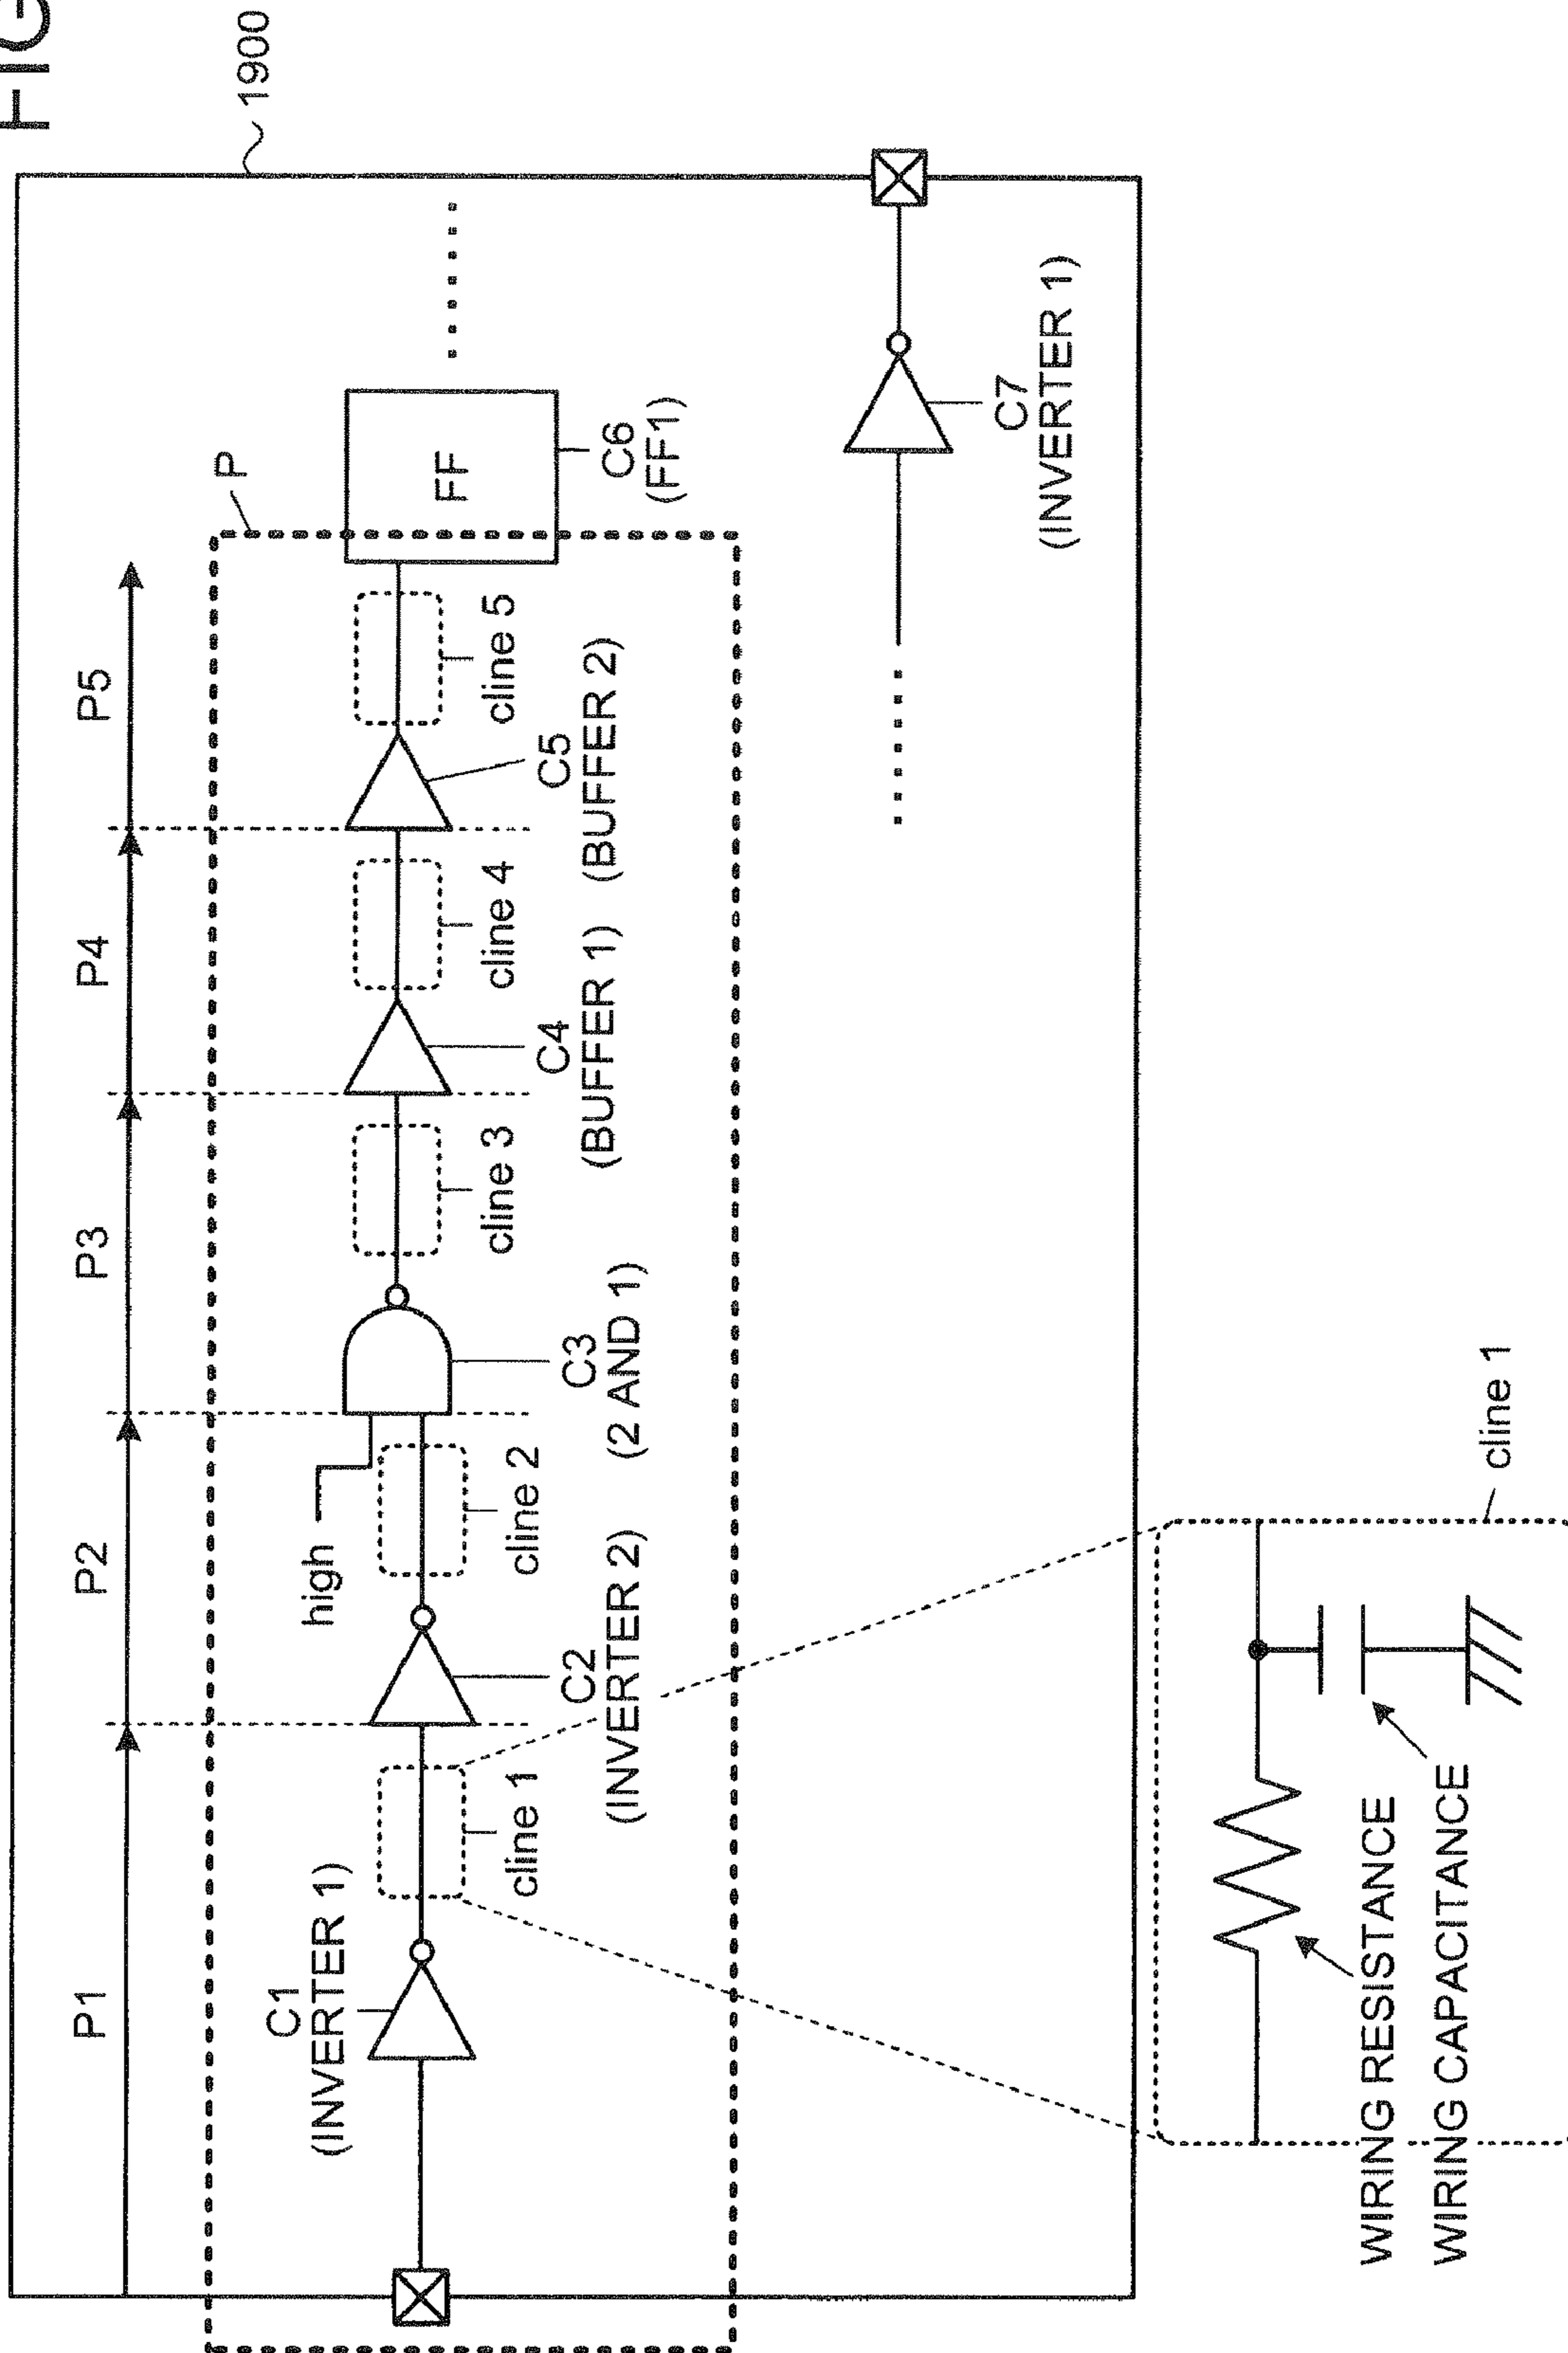 FIG
1900
P1
P2
P3
P4
P5
P
C1
(INVERTER 1)
cline 1
C2
(INVERTER 2)
high
cline 2
C3
(2 AND 1)
cline 3
C4
(BUFFER 1)
cline 4
C5
(BUFFER 2)
cline 5
FF
C6
(FF1)
C7
(INVERTER 1)
cline 1
WIRING RESISTANCE
WIRING CAPACITANCE